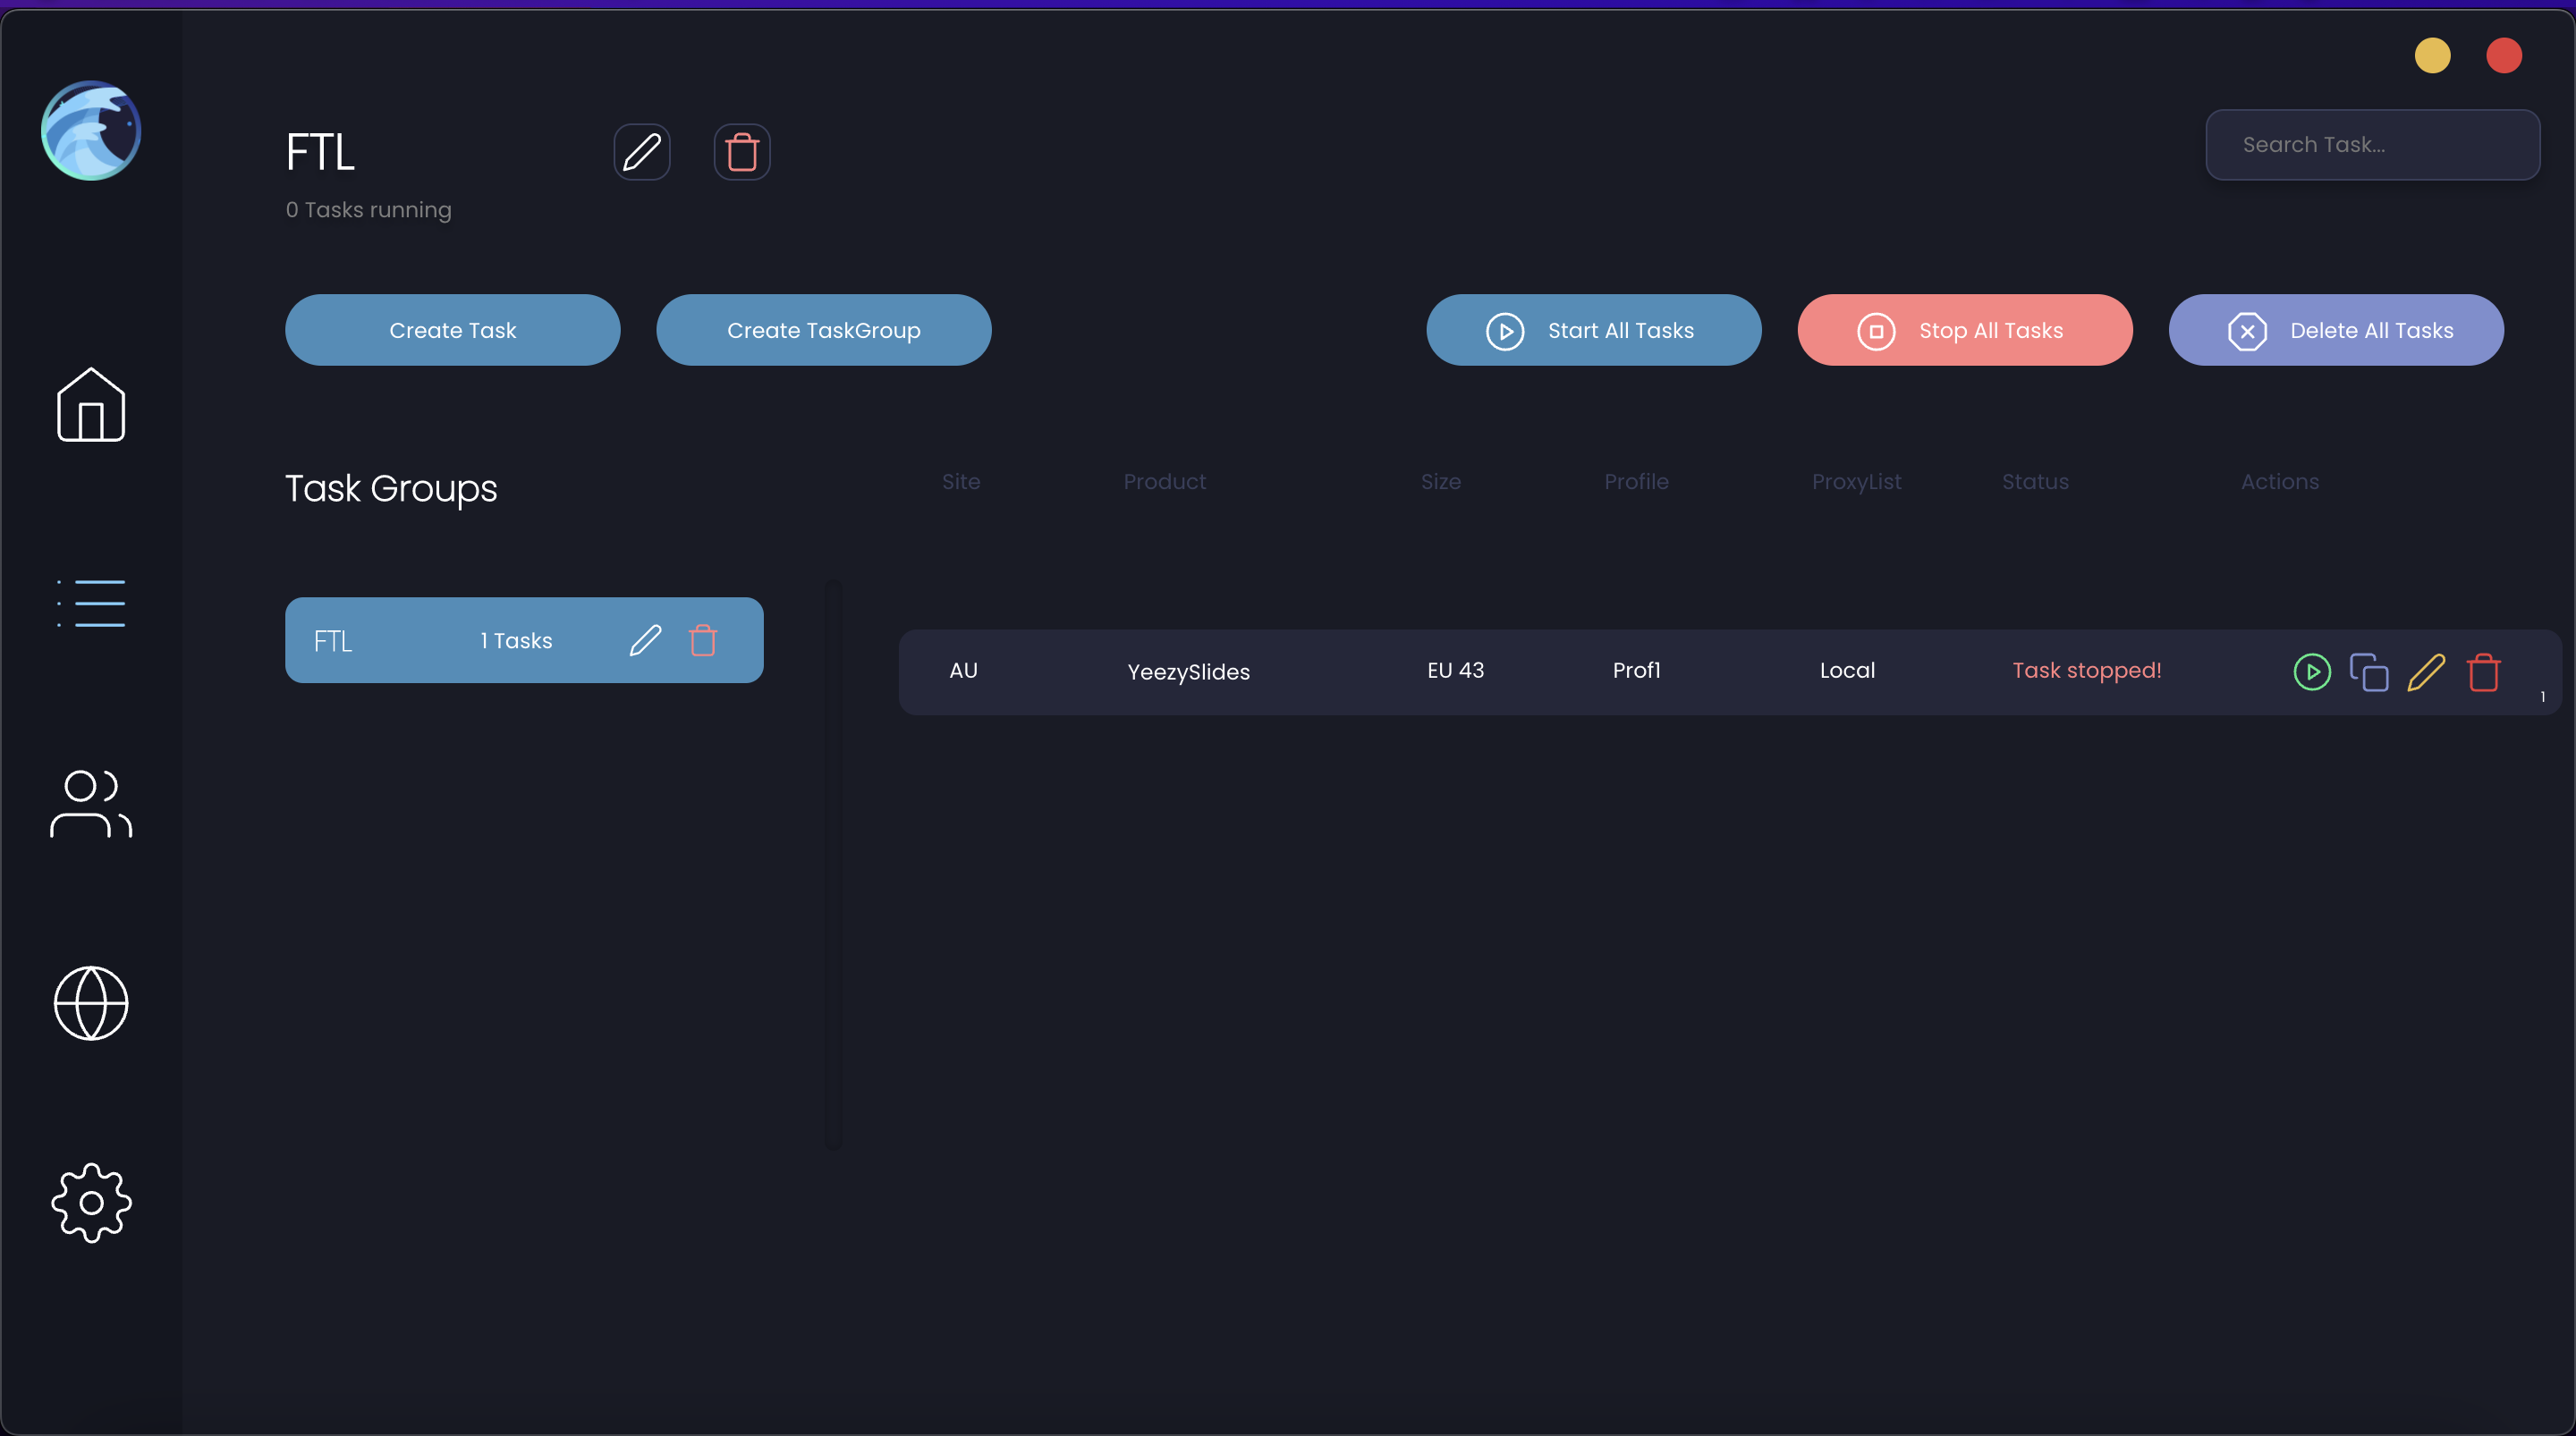 FTL
0 Tasks running
Search Task...
Create Task
Create TaskGroup
Start All Tasks
Stop All Tasks
Delete All Tasks
Task Groups
Site Product Size Profile ProxyList Status Actions
FTL 1 Tasks
AU YeezySlides EU 43 Prof1 Local Task stopped! 1